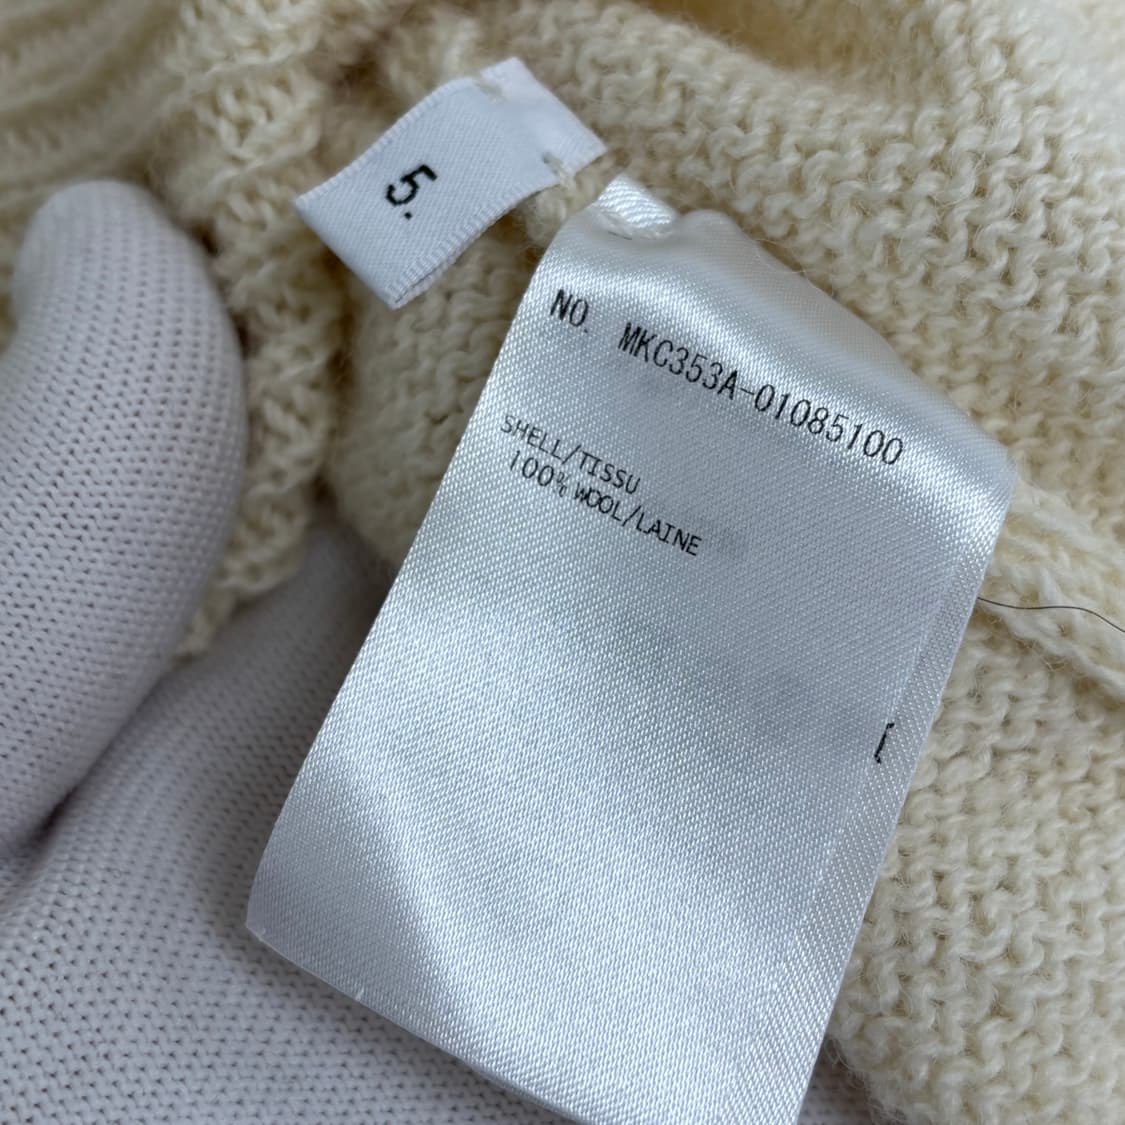 5.
NO. MKC353A-01085100
SHELL/TISSU
100% WOOL/LAINE